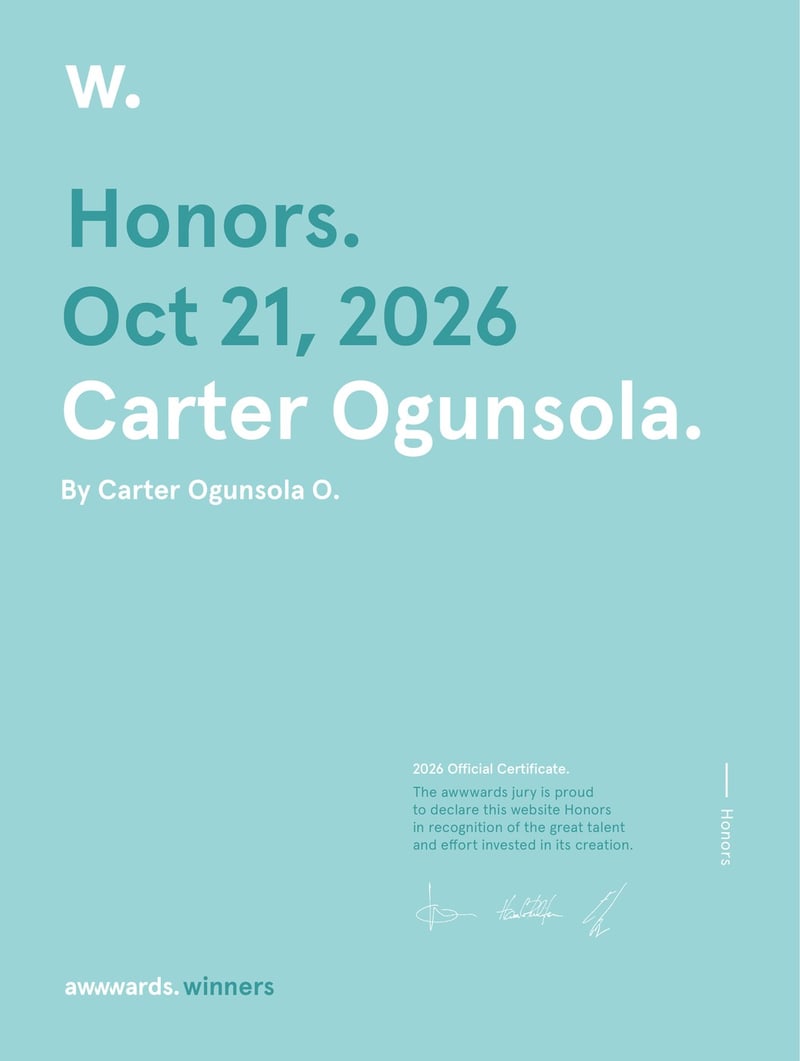 W.
Honors.
Oct 21, 2026
Carter Ogunsola.
By Carter Ogunsola O.
2026 Official Certificate.
The awwwards jury is proud
to declare this website Honors
in recognition of the great talent
and effort invested in its creation.
Honors
awwwards.winners